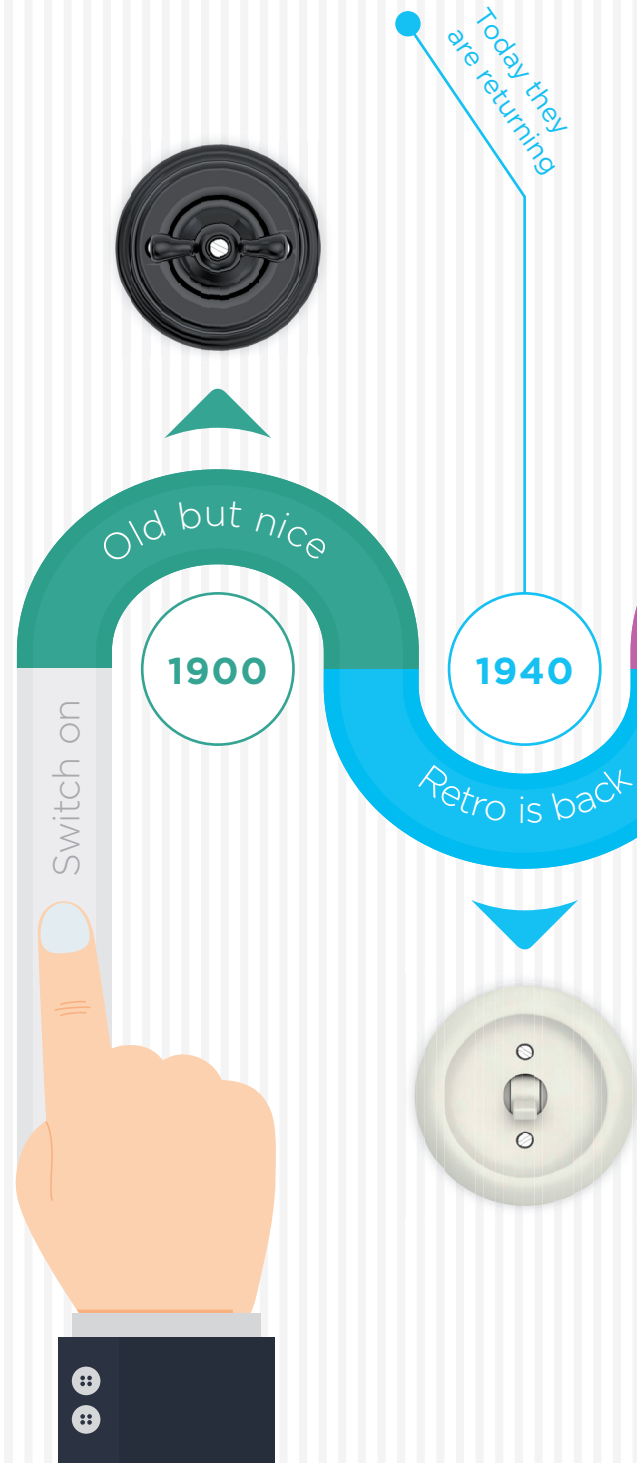 Today they
are returning
Old but nice
1900
1940
Retro is back
Switch on